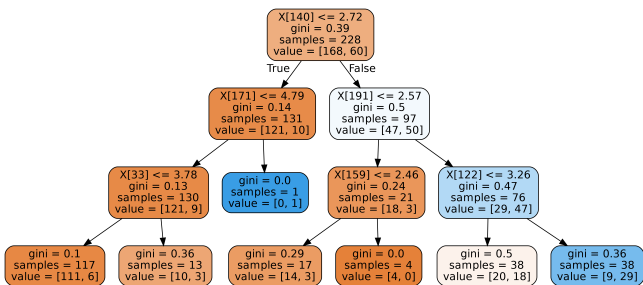 X[140] <= 2.72
gini = 0.39
samples = 228
value = [168, 60]
True
False
X[171] <= 4.79
gini = 0.14
samples = 131
value = [121, 10]
X[191] <= 2.57
gini = 0.5
samples = 97
value = [47, 50]
X[33] <= 3.78
gini = 0.13
samples = 130
value = [121, 9]
gini = 0.0
samples = 1
value = [0, 1]
X[159] <= 2.46
gini = 0.24
samples = 21
value = [18, 3]
X[122] <= 3.26
gini = 0.47
samples = 76
value = [29, 47]
gini = 0.1
samples = 117
value = [111, 6]
gini = 0.36
samples = 13
value = [10, 3]
gini = 0.29
samples = 17
value = [14, 3]
gini = 0.0
samples = 4
value = [4, 0]
gini = 0.5
samples = 38
value = [20, 18]
gini = 0.36
samples = 38
value = [9, 29]